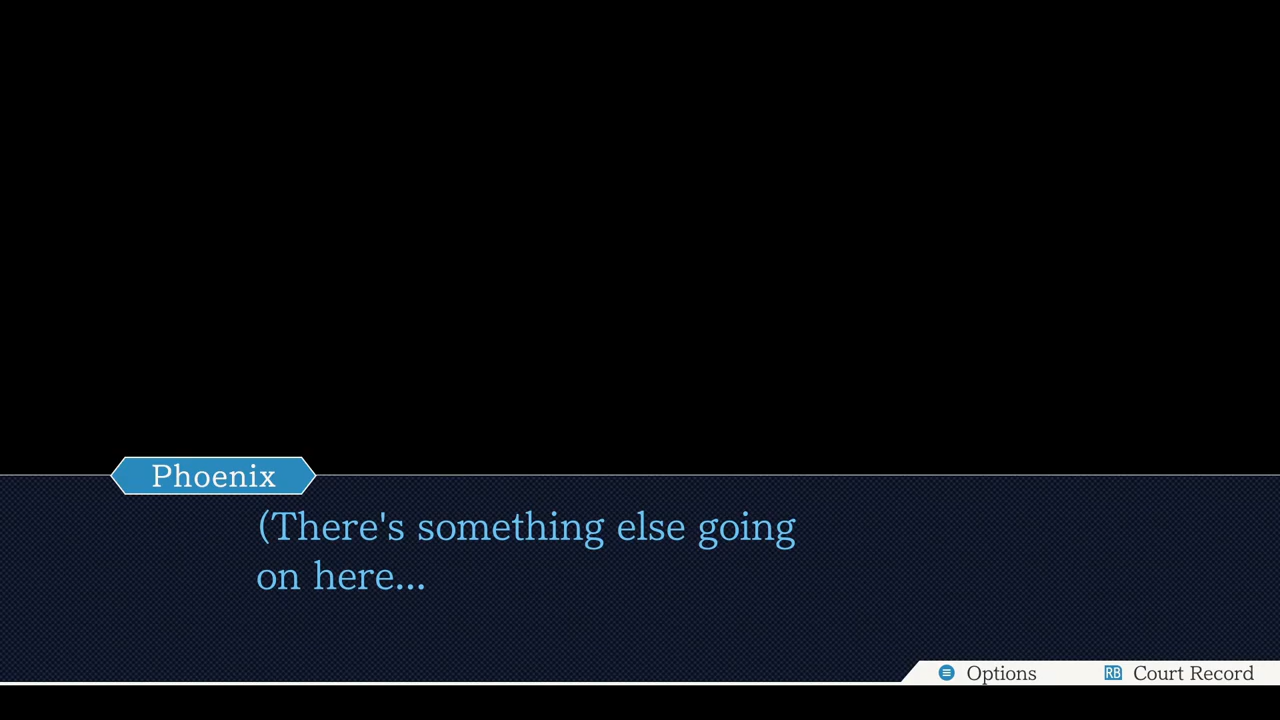 Phoenix
(There's something else going
on here...
Options
RB Court Record